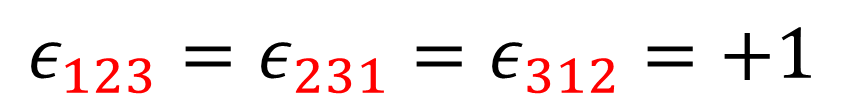 ϵ₁₂₃ = ϵ₂₃₁ = ϵ₃₁₂ = +1